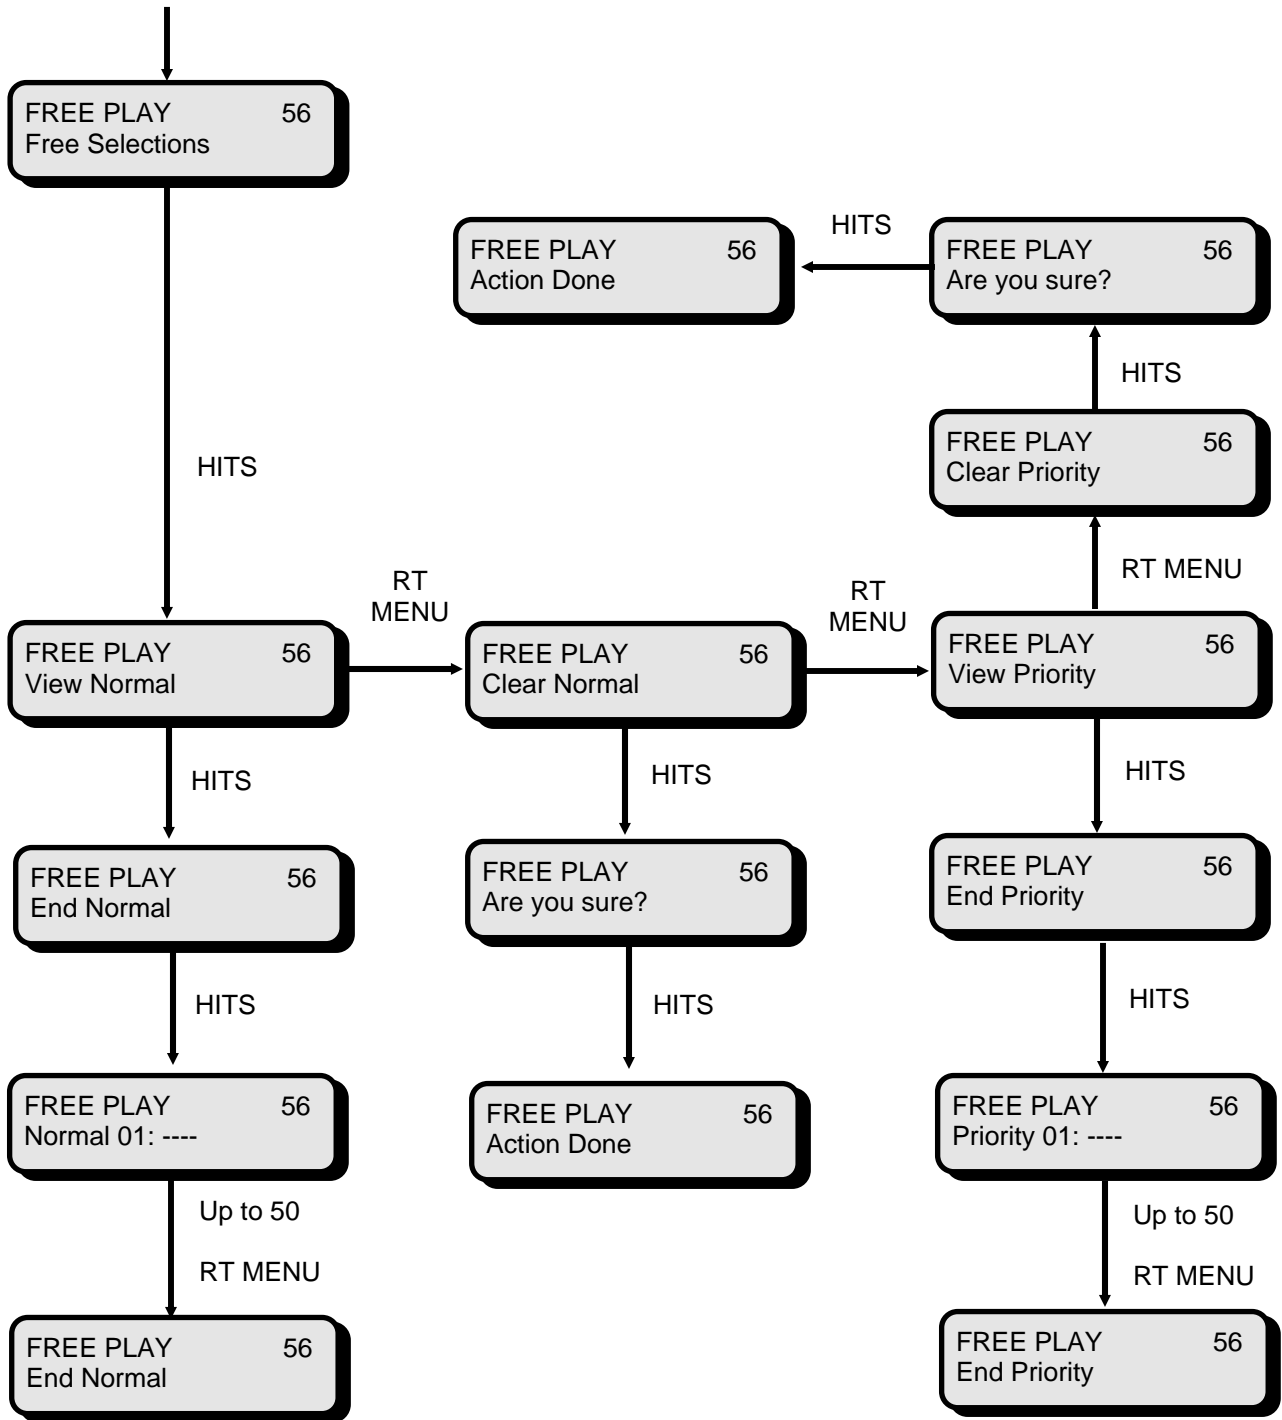 FREE PLAY 56
Free Selections
HITS
FREE PLAY 56
Action Done
HITS
FREE PLAY 56
Are you sure?
HITS
FREE PLAY 56
Clear Priority
RT MENU
FREE PLAY 56
View Normal
RT
MENU
FREE PLAY 56
Clear Normal
RT
MENU
FREE PLAY 56
View Priority
HITS
HITS
HITS
FREE PLAY 56
End Normal
FREE PLAY 56
Are you sure?
FREE PLAY 56
End Priority
HITS
HITS
HITS
FREE PLAY 56
Normal 01: ----
FREE PLAY 56
Action Done
FREE PLAY 56
Priority 01: ----
Up to 50
RT MENU
Up to 50
RT MENU
FREE PLAY 56
End Normal
FREE PLAY 56
End Priority